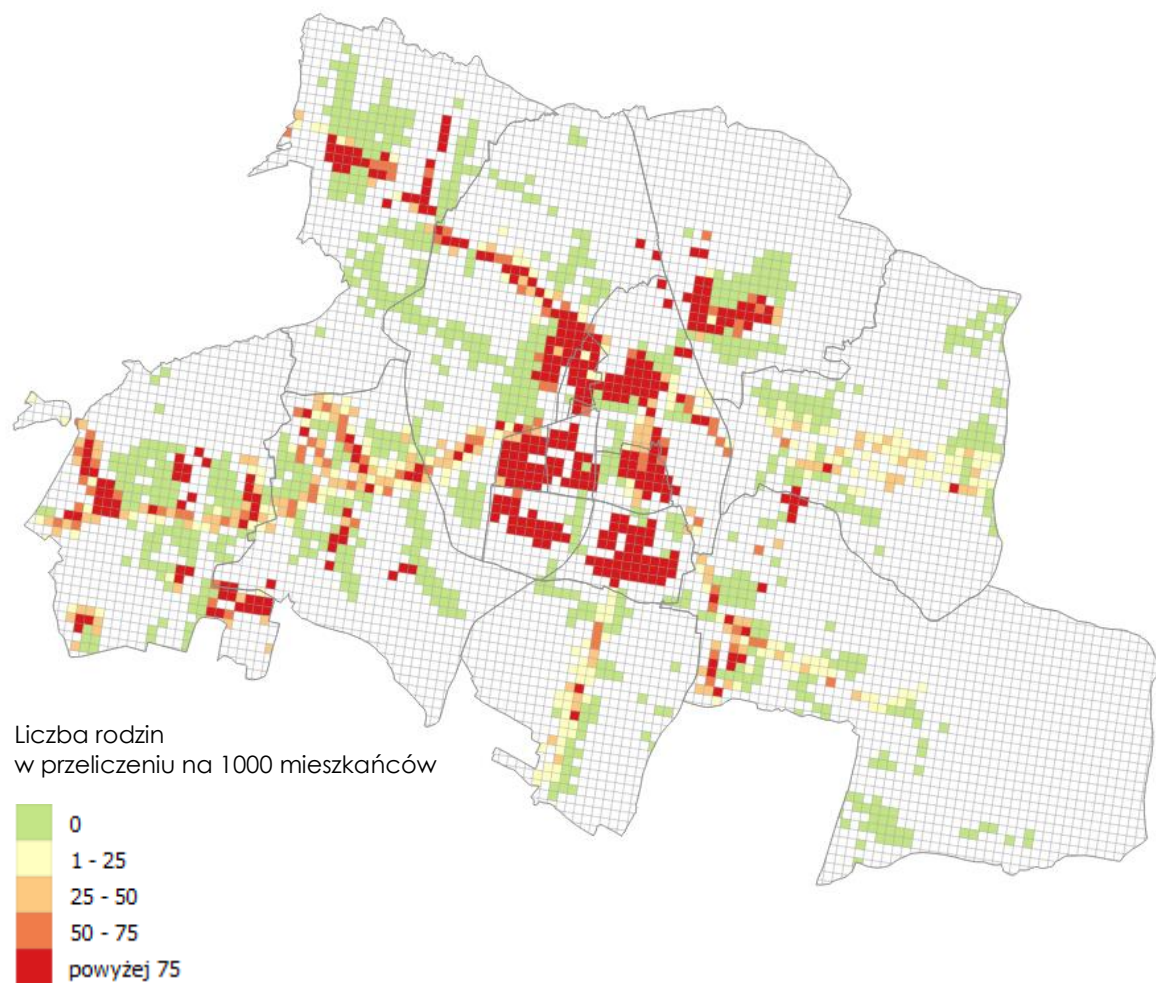 Liczba rodzin
w przeliczeniu na 1000 mieszkańców
0
1 - 25
25 - 50
50 - 75
powyżej 75